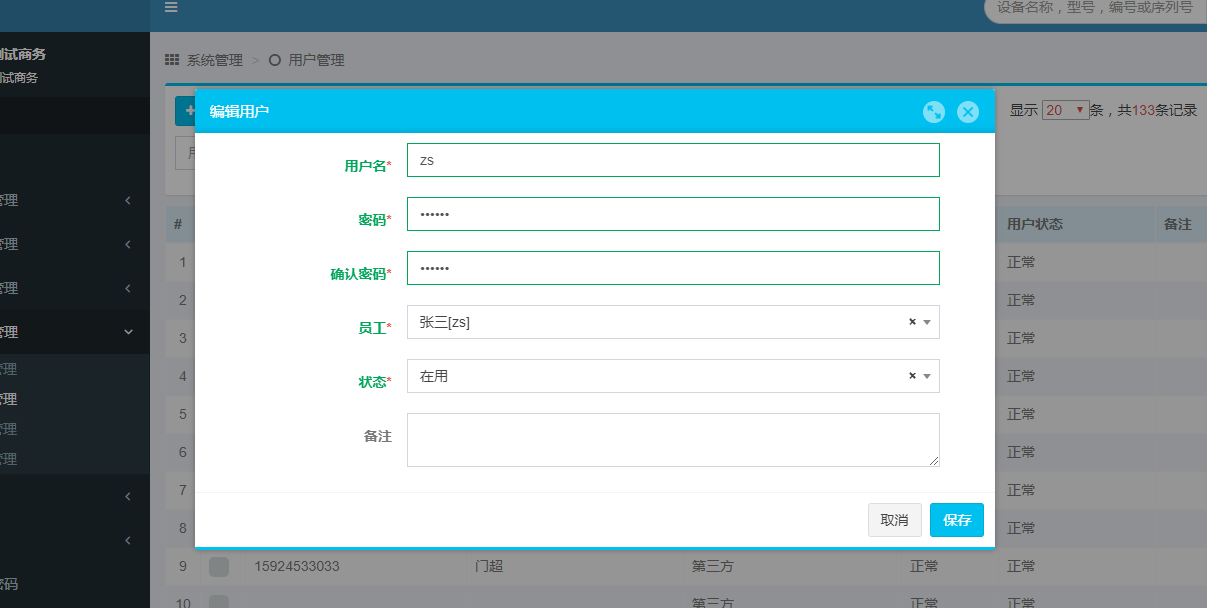 设备名称，型号，编号或序列号
测试商务
测试商务
系统管理 > 用户管理
编辑用户
显示 20 条，共133条记录
用户名* zs
密码* ••••••
确认密码* ••••••
员工* 张三[zs] ×
状态* 在用 ×
备注
取消 保存
管理
管理
管理
管理
管理
管理
管理
管理
密码
# 用户状态 备注
1 正常
2 正常
3 正常
4 正常
5 正常
6 正常
7 正常
8 正常
9 15924533033 门超 第三方 正常 正常
10 第三方 正常 正常